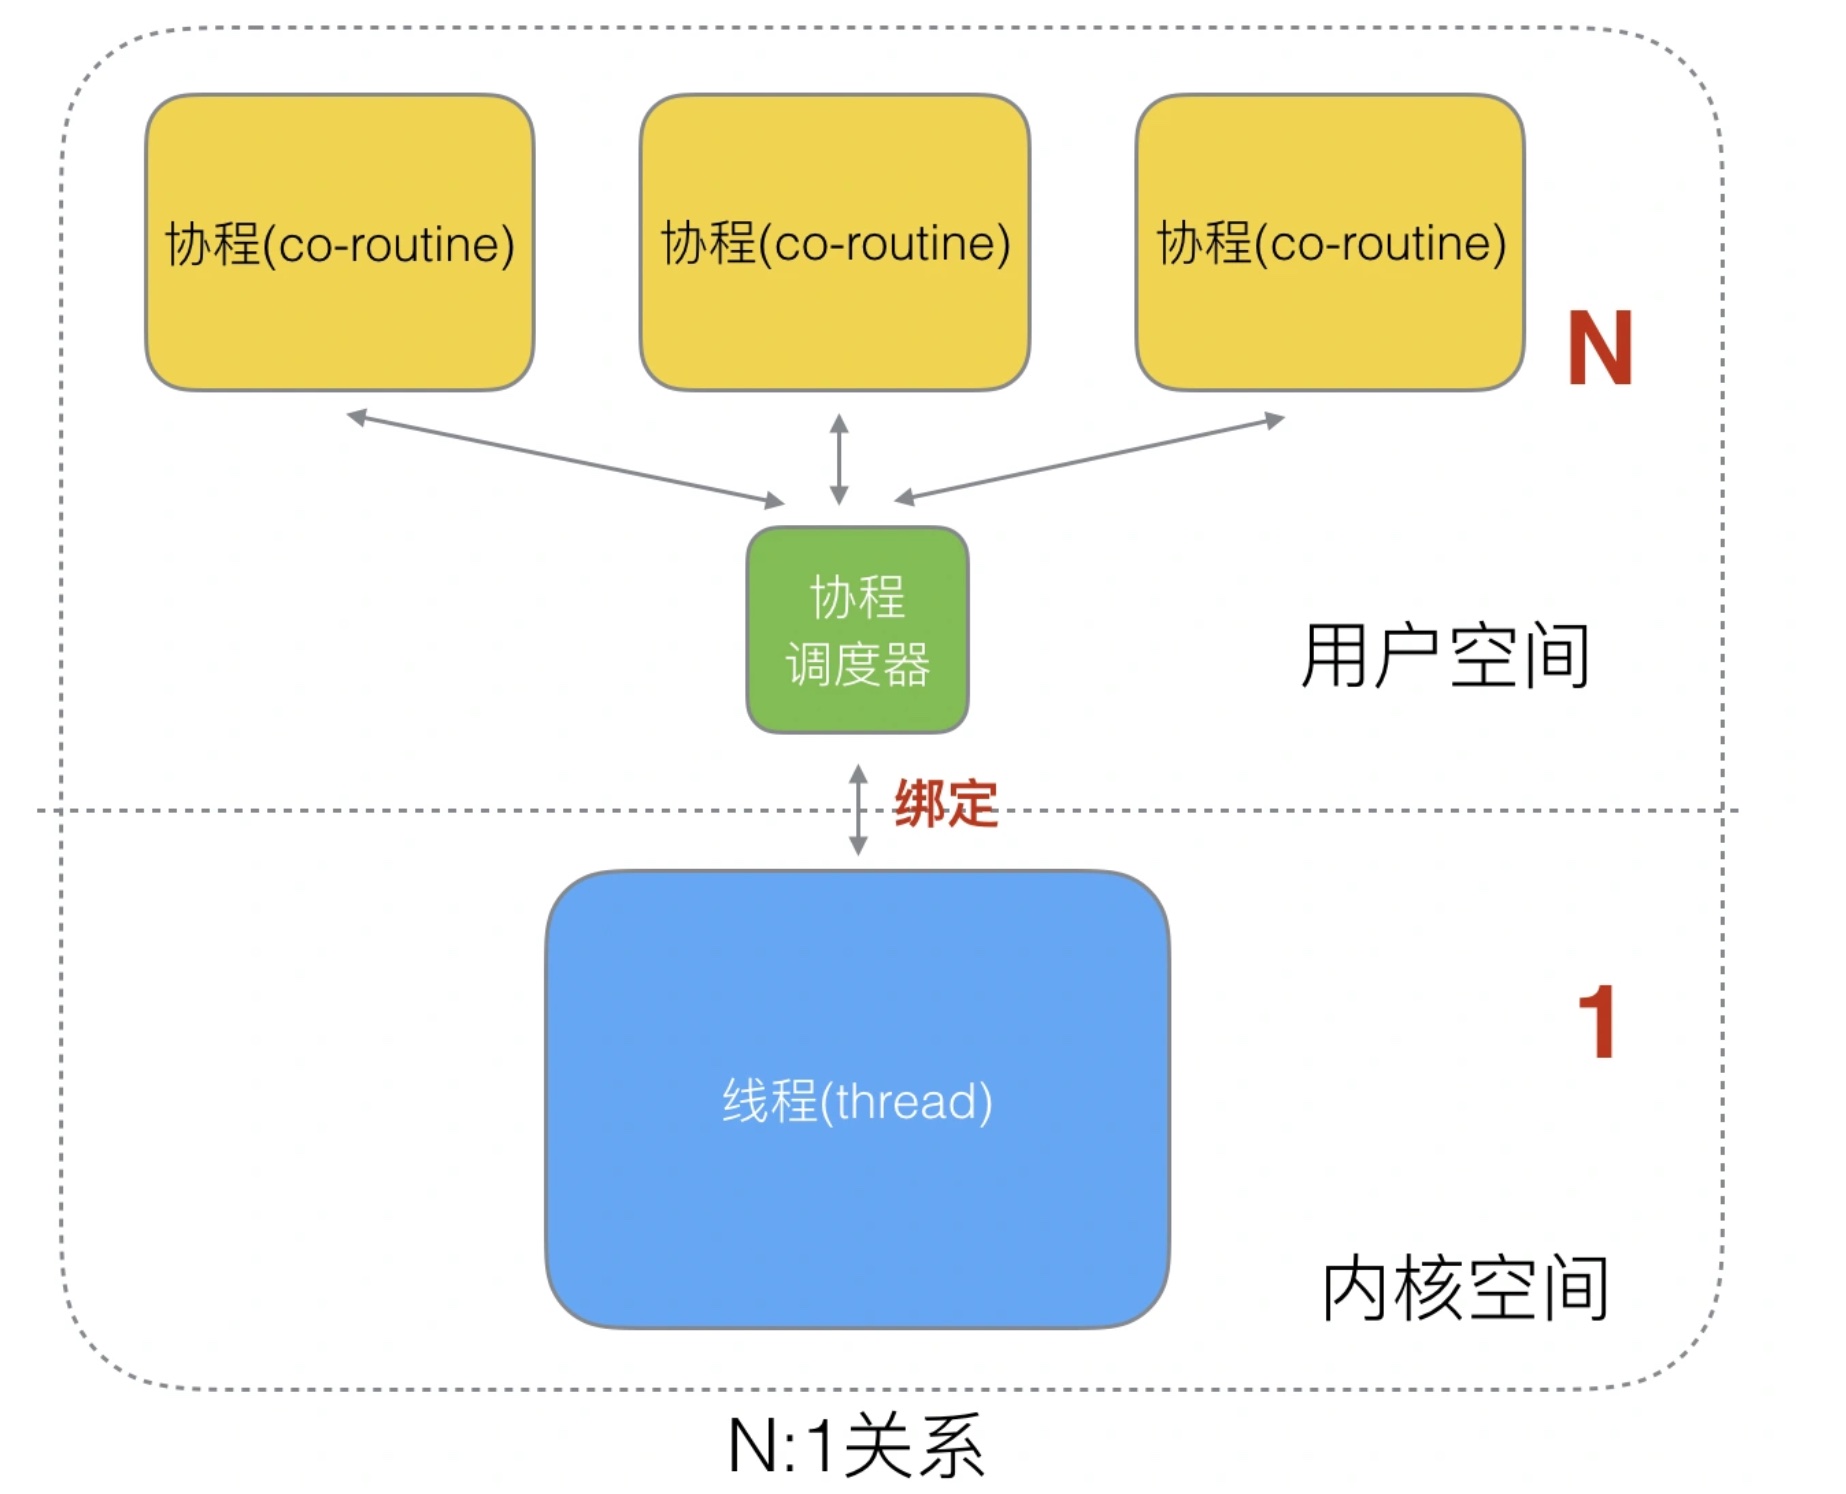 协程(co-routine)
协程(co-routine)
协程(co-routine)
N
协程
调度器
用户空间
绑定
1
线程(thread)
内核空间
N:1关系